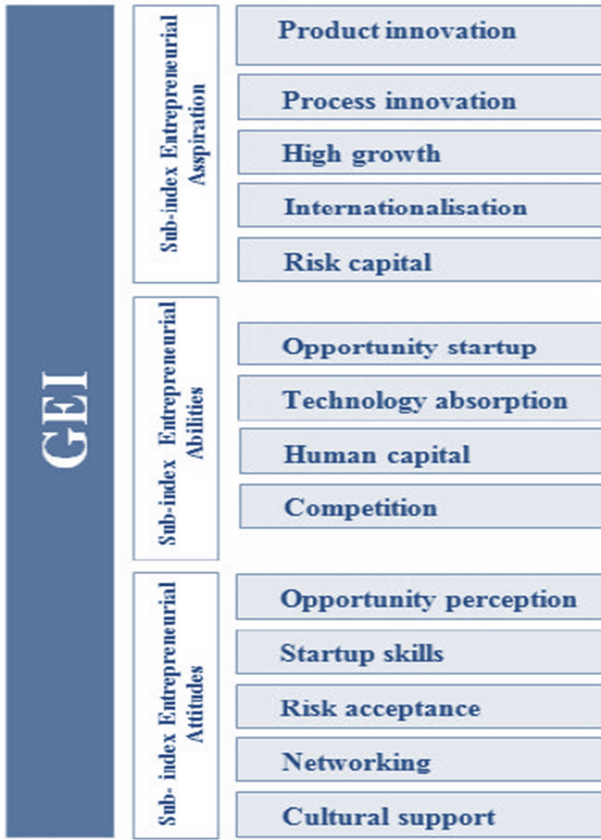 GEI
Sub-index Entrepreneurial
Asspiration
Product innovation
Process innovation
High growth
Internationalisation
Risk capital
Sub-index Entrepreneurial
Abilities
Opportunity startup
Technology absorption
Human capital
Competition
Sub- index Entrepreneurial
Attitudes
Opportunity perception
Startup skills
Risk acceptance
Networking
Cultural support